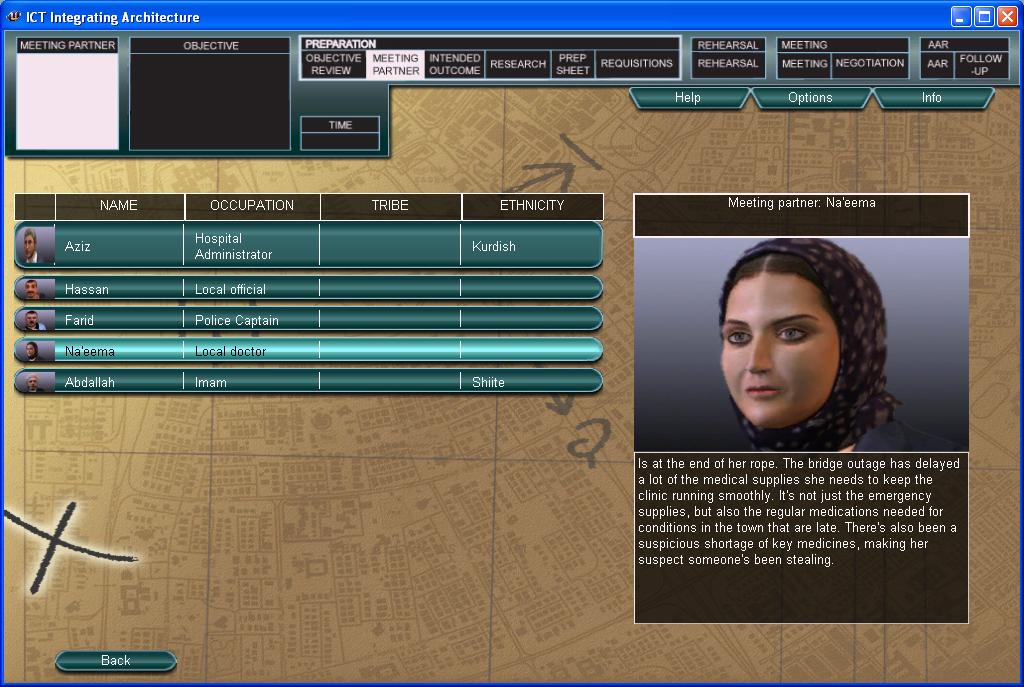 ICT Integrating Architecture
MEETING PARTNER
OBJECTIVE
PREPARATION
OBJECTIVE REVIEW
MEETING PARTNER
INTENDED OUTCOME
RESEARCH
PREP SHEET
REQUISITIONS
REHEARSAL
REHEARSAL
MEETING
MEETING
NEGOTIATION
AAR
AAR
FOLLOW -UP
TIME
Help
Options
Info
NAME OCCUPATION TRIBE ETHNICITY
Aziz Hospital Administrator Kurdish
Hassan Local official
Farid Police Captain
Na'eema Local doctor
Abdallah Imam Shiite
Meeting partner: Na'eema
Is at the end of her rope. The bridge outage has delayed
a lot of the medical supplies she needs to keep the
clinic running smoothly. It's not just the emergency
supplies, but also the regular medications needed for
conditions in the town that are late. There's also been a
suspicious shortage of key medicines, making her
suspect someone's been stealing.
Back